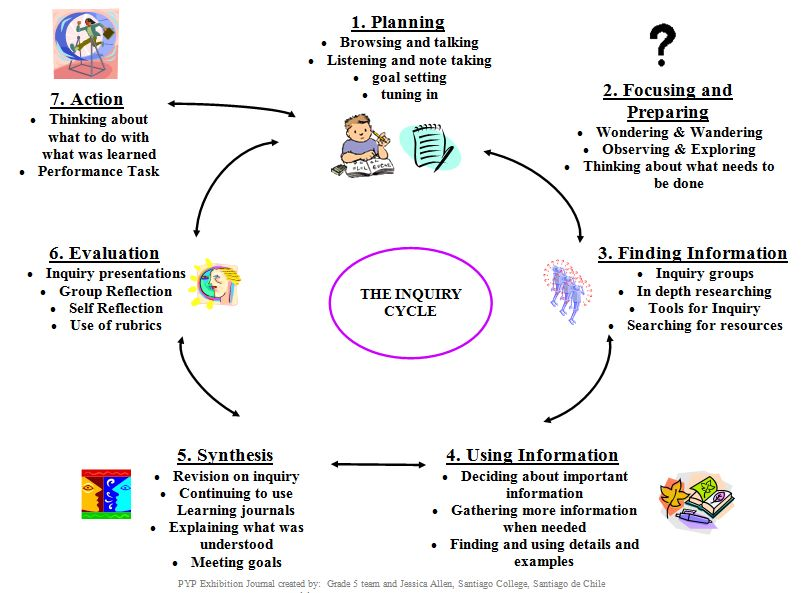 1. Planning
• Browsing and talking
• Listening and note taking
• goal setting
• tuning in
2. Focusing and
Preparing
• Wondering & Wandering
• Observing & Exploring
• Thinking about what needs to
be done
3. Finding Information
• Inquiry groups
• In depth researching
• Tools for Inquiry
• Searching for resources
4. Using Information
• Deciding about important
information
• Gathering more information
when needed
• Finding and using details and
examples
5. Synthesis
• Revision on inquiry
• Continuing to use
Learning journals
• Explaining what was
understood
• Meeting goals
6. Evaluation
• Inquiry presentations
• Group Reflection
• Self Reflection
• Use of rubrics
7. Action
• Thinking about
what to do with
what was learned
• Performance Task
THE INQUIRY
CYCLE
PYP Exhibition Journal created by: Grade 5 team and Jessica Allen, Santiago College, Santiago de Chile